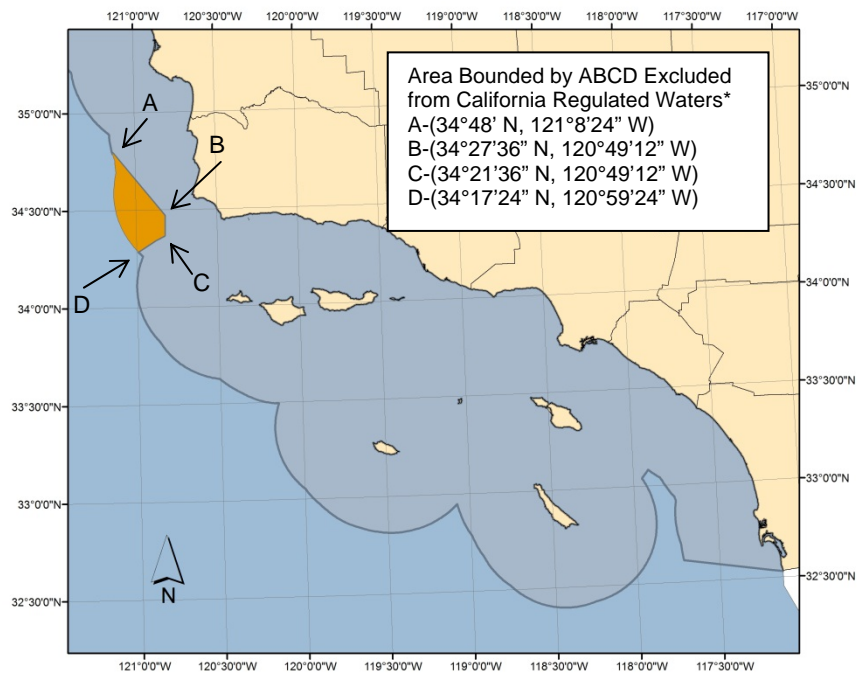 121°0'0"W 120°30'0"W 120°0'0"W 119°30'0"W 119°0'0"W 118°30'0"W 118°0'0"W 117°30'0"W 117°0'0"W
Area Bounded by ABCD Excluded
from California Regulated Waters*
A-(34°48' N, 121°8'24” W)
B-(34°27'36” N, 120°49'12” W)
C-(34°21'36” N, 120°49'12” W)
D-(34°17'24” N, 120°59'24” W)
35°0'0"N
34°30'0"N
34°0'0"N
33°30'0"N
33°0'0"N
32°30'0"N
A
B
C
D
35°0'0"N
34°30'0"N
34°0'0"N
33°30'0"N
33°0'0"N
32°30'0"N
N
121°0'0"W 120°30'0"W 120°0'0"W 119°30'0"W 119°0'0"W 118°30'0"W 118°0'0"W 117°30'0"W